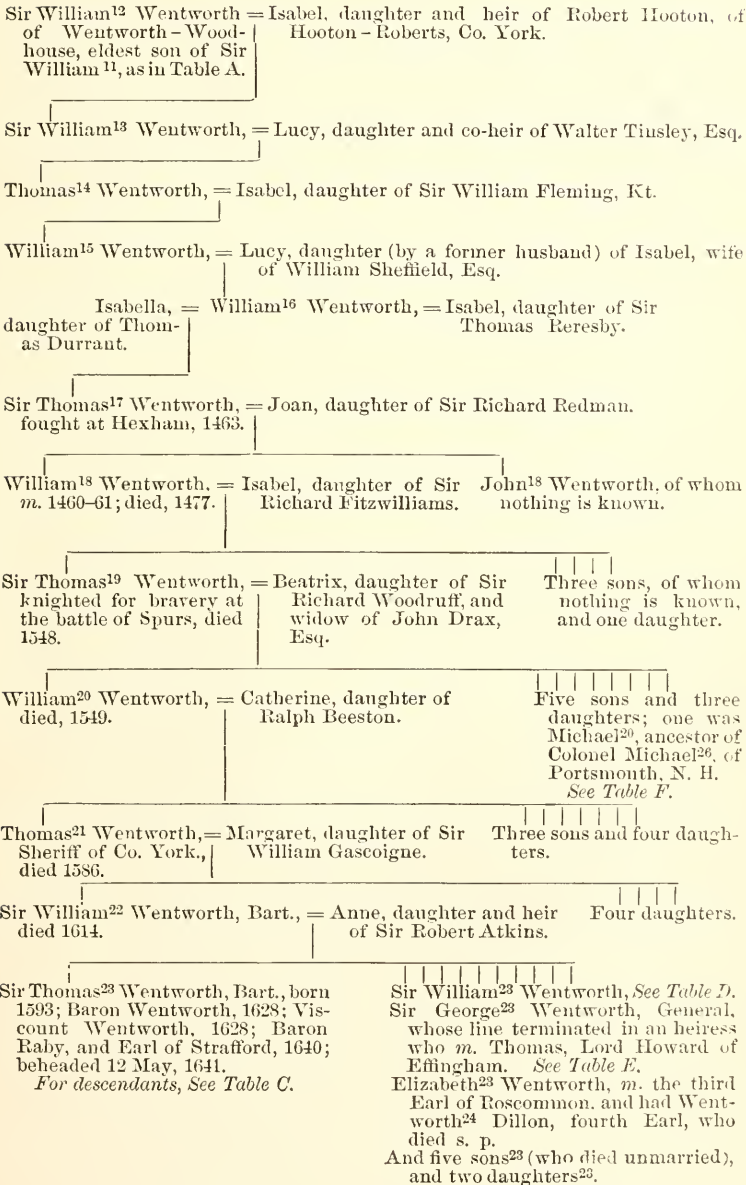 Sir William¹² Wentworth = Isabel, daughter and heir of Robert Hooton, of
of Wentworth-Wood- Hooton-Roberts, Co. York.
house, eldest son of Sir
William¹¹, as in Table A.
Sir William¹³ Wentworth, = Lucy, daughter and co-heir of Walter Tinsley, Esq.
Thomas¹⁴ Wentworth, = Isabel, daughter of Sir William Fleming, Kt.
William¹⁵ Wentworth, = Lucy, daughter (by a former husband) of Isabel, wife
of William Sheffield, Esq.
Isabella, = William¹⁶ Wentworth, = Isabel, daughter of Sir
daughter of Thom- Thomas Reresby.
as Durrant.
Sir Thomas¹⁷ Wentworth, = Joan, daughter of Sir Richard Redman.
fought at Hexham, 1463.
William¹⁸ Wentworth, = Isabel, daughter of Sir John¹⁸ Wentworth, of whom
m. 1460–61; died, 1477. Richard Fitzwilliams. nothing is known.
Sir Thomas¹⁹ Wentworth, = Beatrix, daughter of Sir Three sons, of whom
knighted for bravery at Richard Woodruff, and nothing is known,
the battle of Spurs, died widow of John Drax, and one daughter.
1548. Esq.
William²⁰ Wentworth, = Catherine, daughter of Five sons and three
died, 1549. Ralph Beeston. daughters; one was
Michael²⁰, ancestor of
Colonel Michael²⁶, of
Portsmouth, N. H.
See Table F.
Thomas²¹ Wentworth, = Margaret, daughter of Sir Three sons and four daugh-
Sheriff of Co. York., William Gascoigne. ters.
died 1586.
Sir William²² Wentworth, Bart., = Anne, daughter and heir Four daughters.
died 1614. of Sir Robert Atkins.
Sir Thomas²³ Wentworth, Bart., born Sir William²³ Wentworth, See Table D.
1593; Baron Wentworth, 1628; Vis- Sir George²³ Wentworth, General,
count Wentworth, 1628; Baron whose line terminated in an heiress
Raby, and Earl of Strafford, 1640; who m. Thomas, Lord Howard of
beheaded 12 May, 1641. Effingham. See Table E.
For descendants, See Table C. Elizabeth²³ Wentworth, m. the third
Earl of Roscommon, and had Went-
worth²⁴ Dillon, fourth Earl, who
died s. p.
And five sons²³ (who died unmarried),
and two daughters²³.